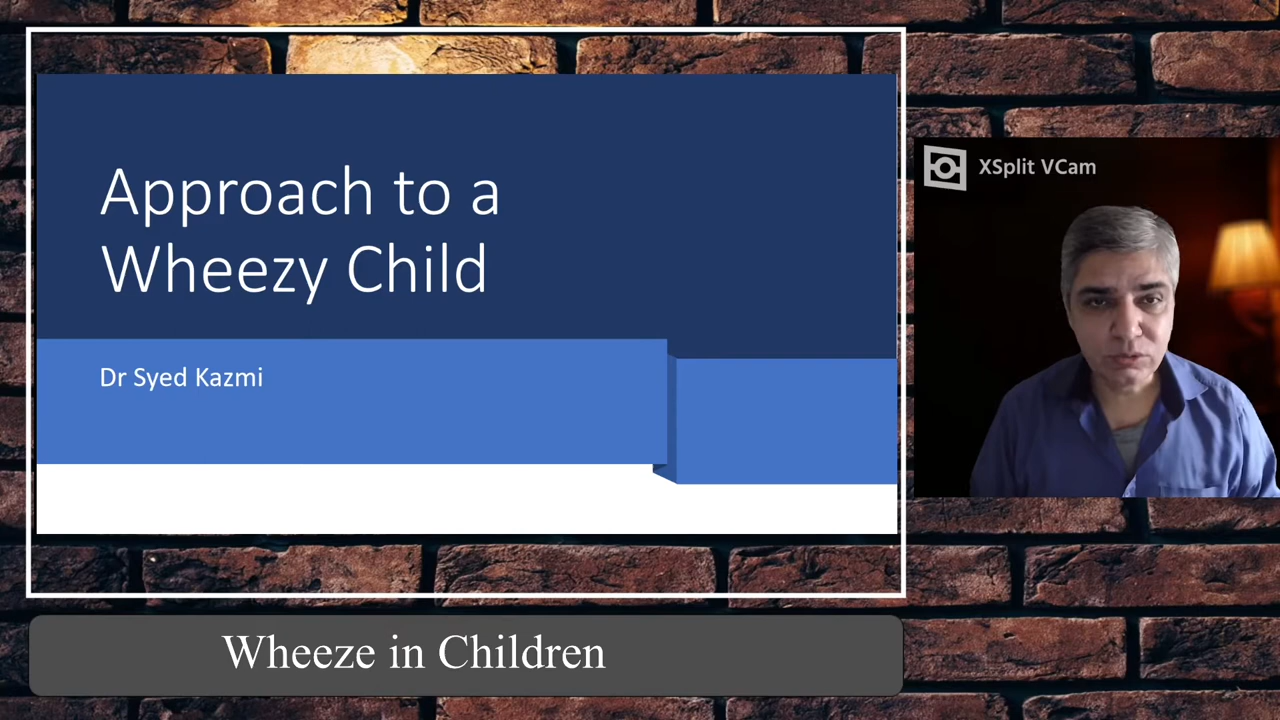 Approach to a
Wheezy Child
Dr Syed Kazmi
XSplit VCam
Wheeze in Children